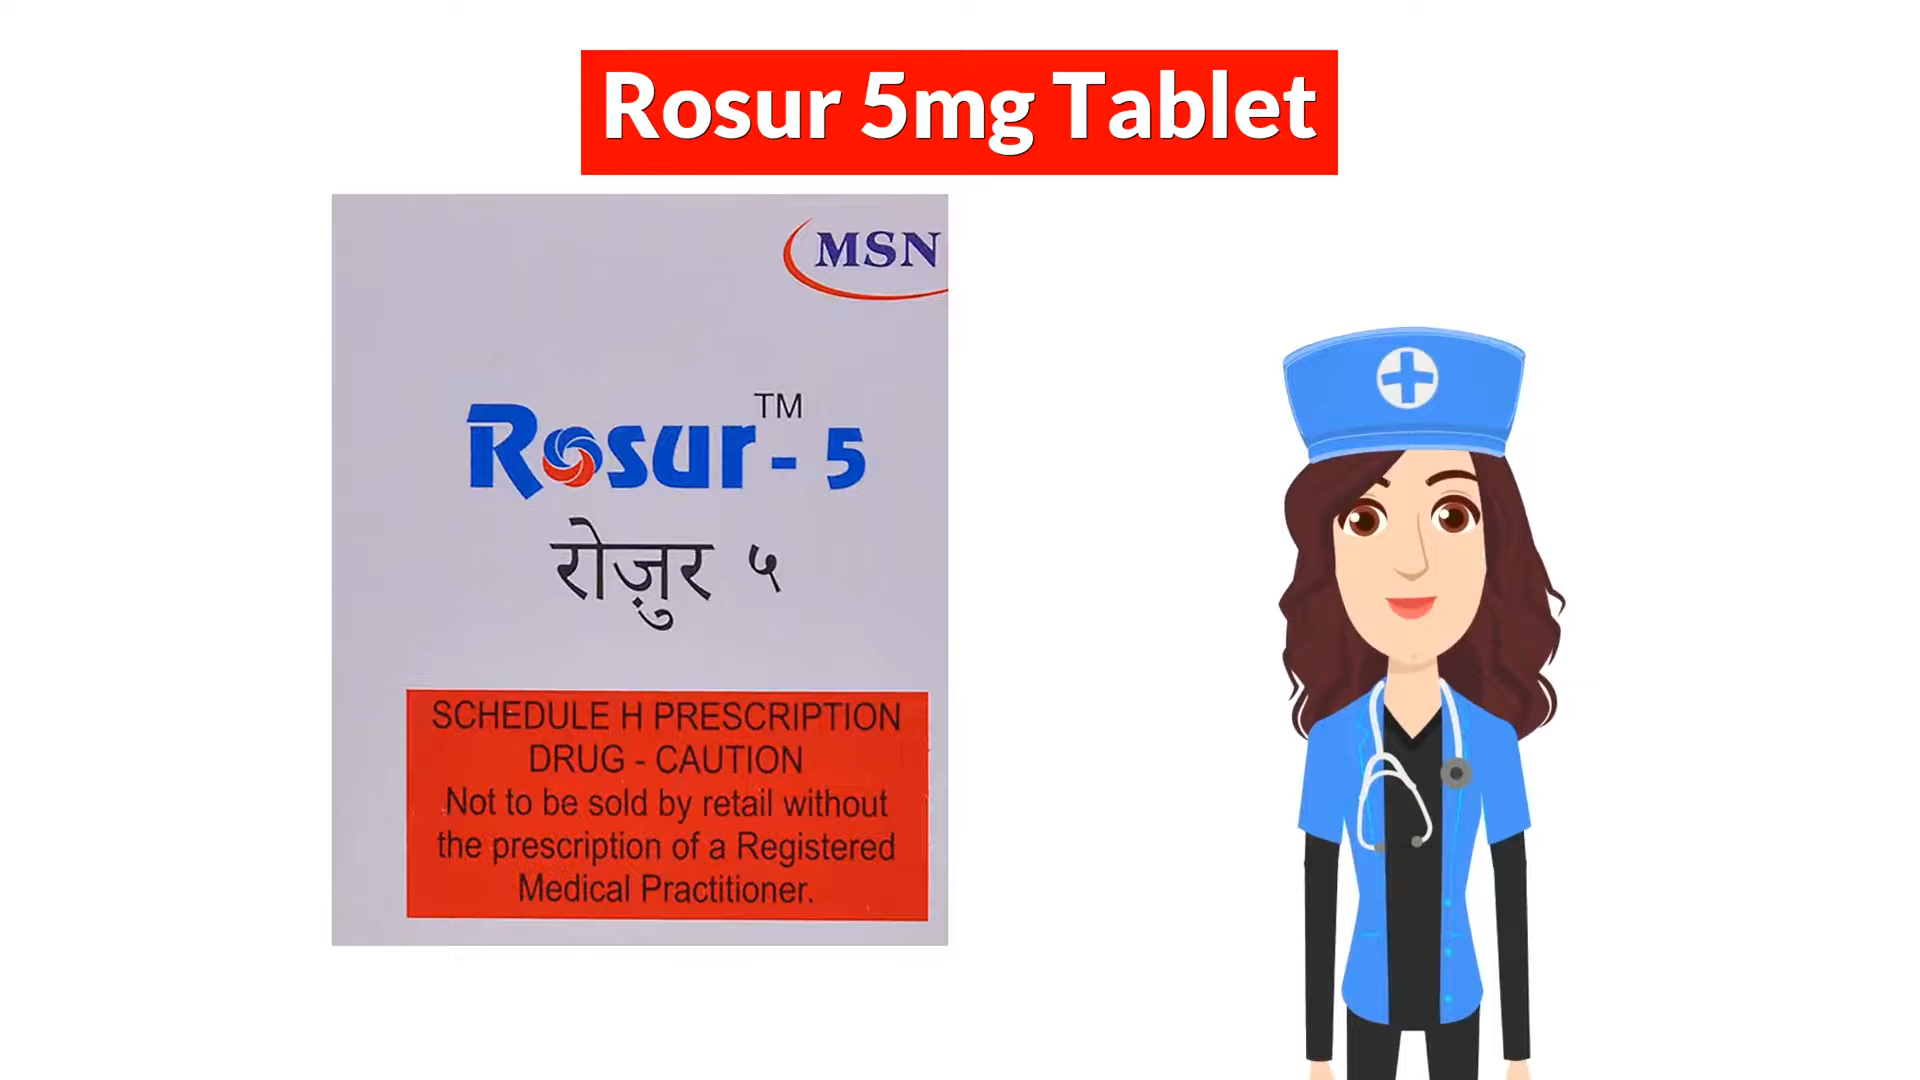 Rosur 5mg Tablet
MSN
Rosur™ - 5
रोज़ुर ५
SCHEDULE H PRESCRIPTION
DRUG - CAUTION
Not to be sold by retail without
the prescription of a Registered
Medical Practitioner.